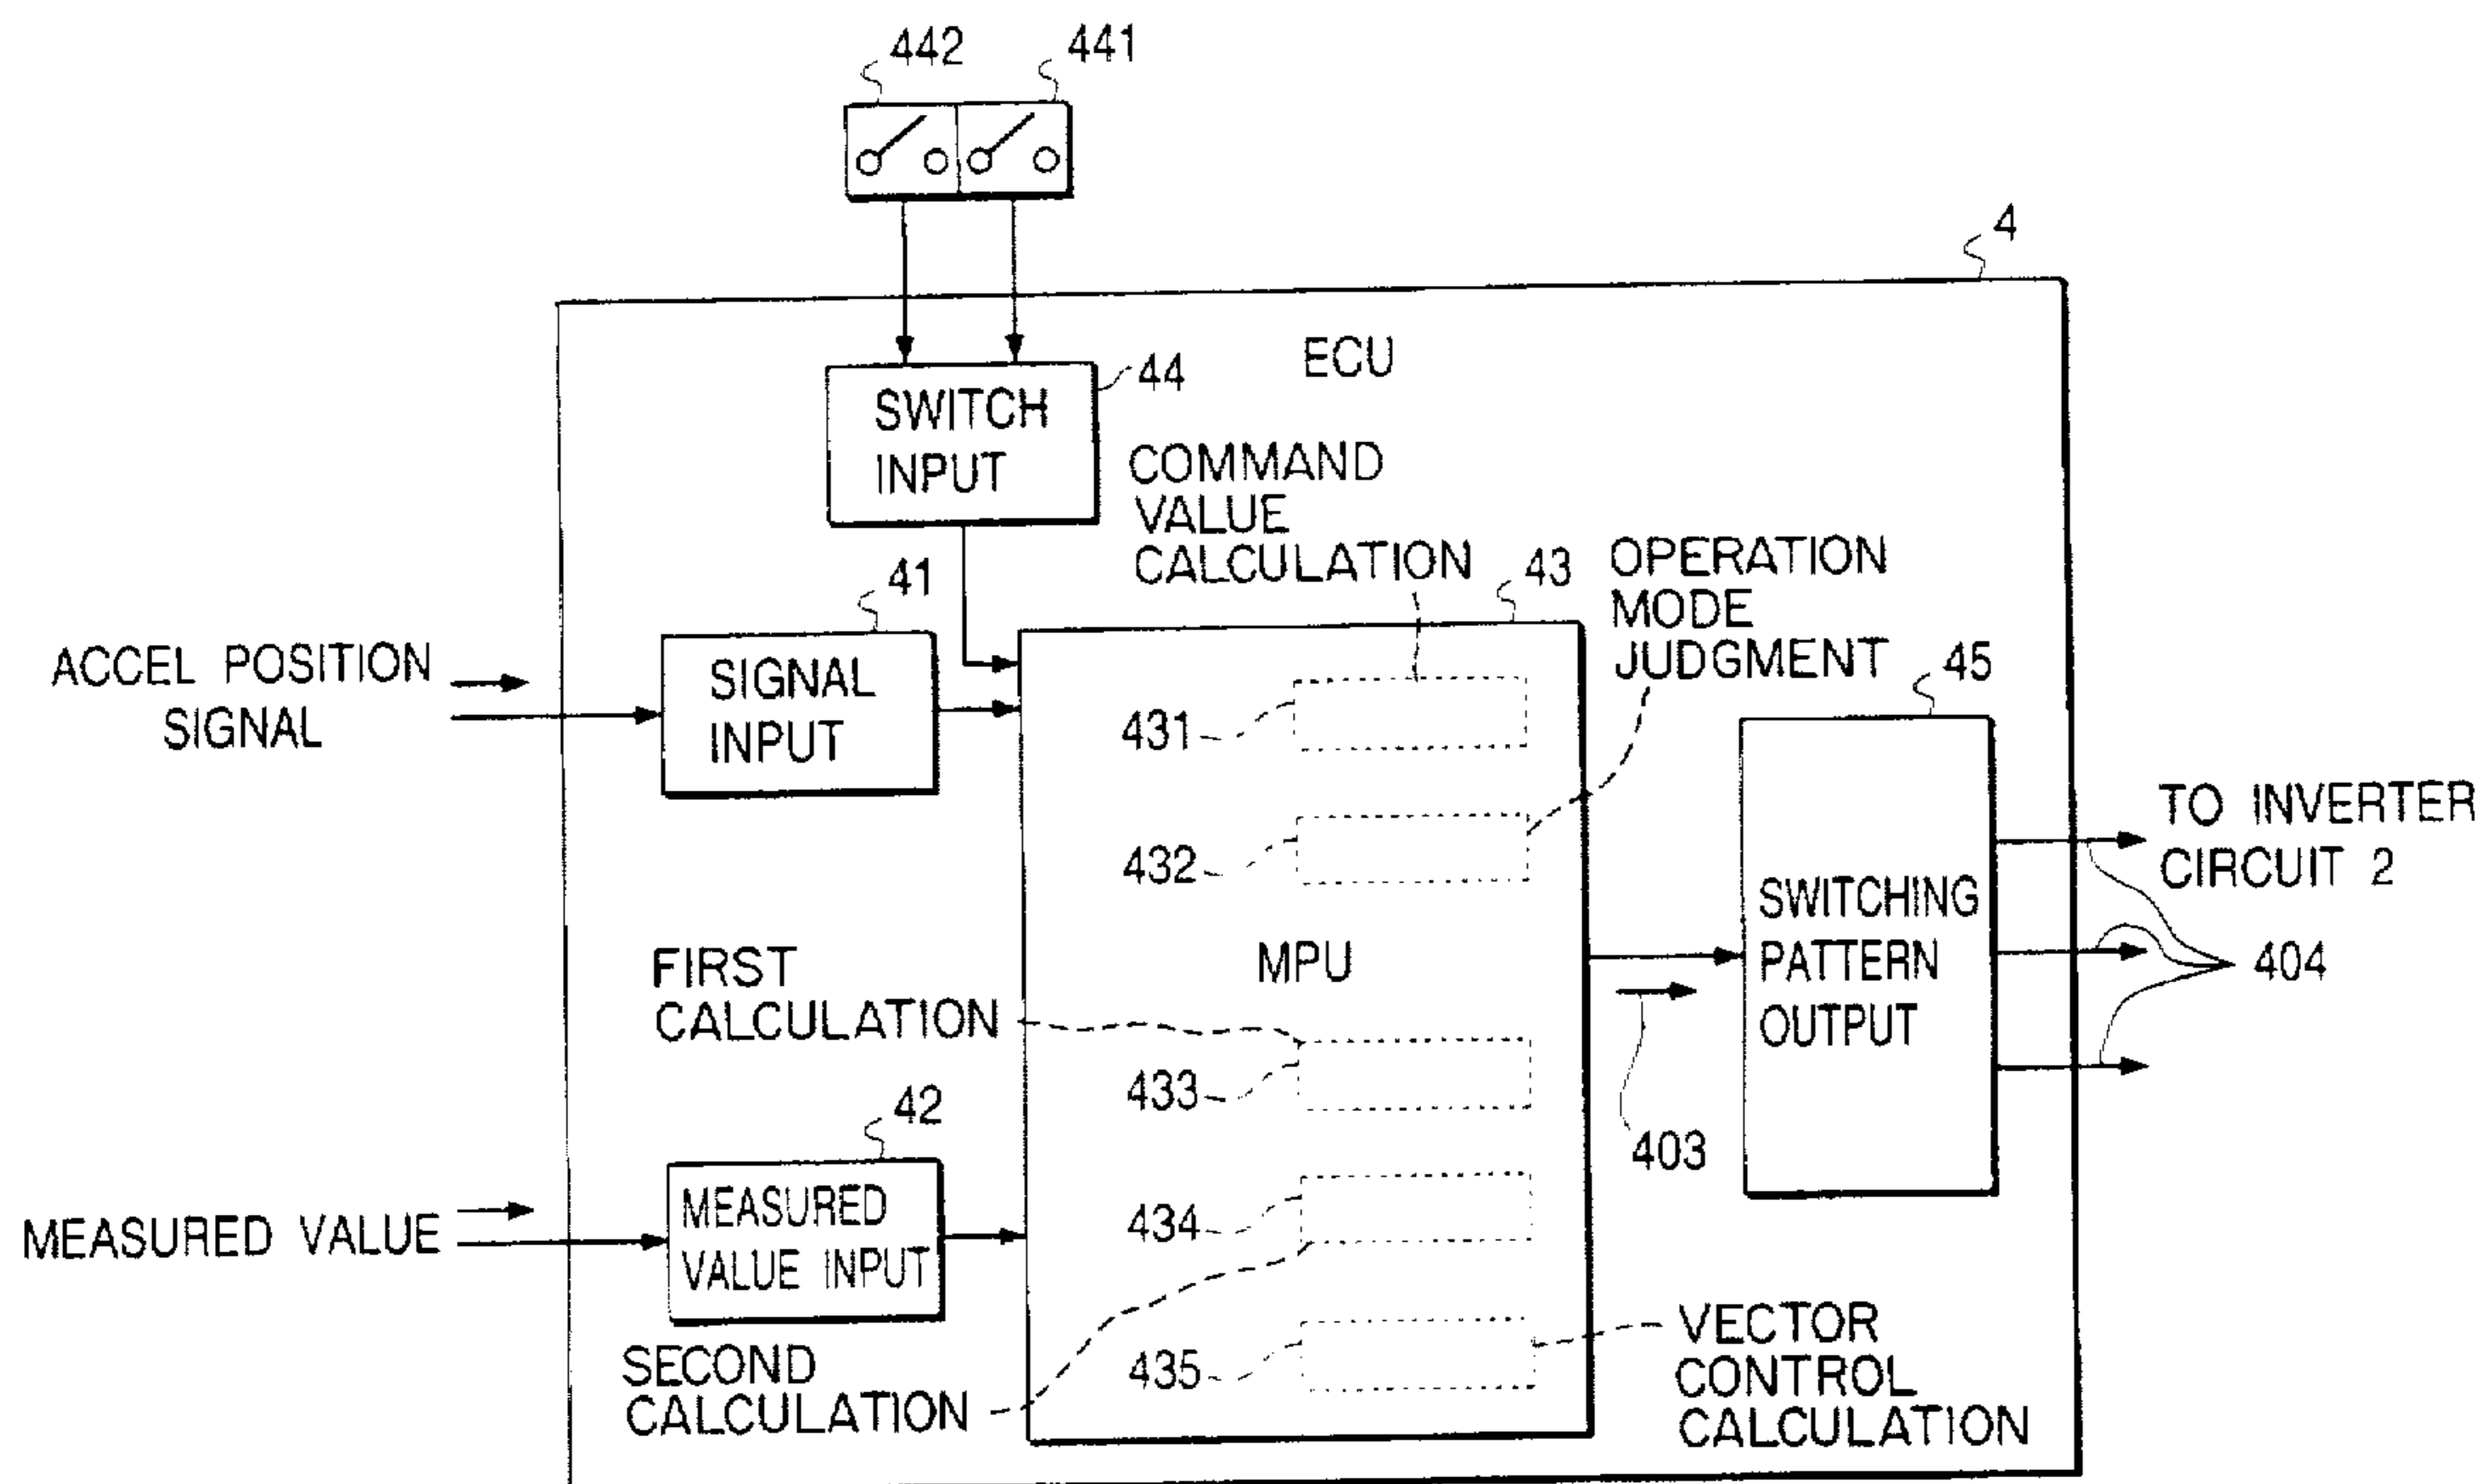 442
441
4
ECU
44
SWITCH
INPUT
COMMAND
VALUE
CALCULATION
43
OPERATION
MODE
JUDGMENT
41
SIGNAL
INPUT
ACCEL POSITION
SIGNAL
45
431
432
TO INVERTER
CIRCUIT 2
SWITCHING
PATTERN
OUTPUT
MPU
404
FIRST
CALCULATION
433
403
42
MEASURED
VALUE INPUT
MEASURED VALUE
434
435
SECOND
CALCULATION
VECTOR
CONTROL
CALCULATION